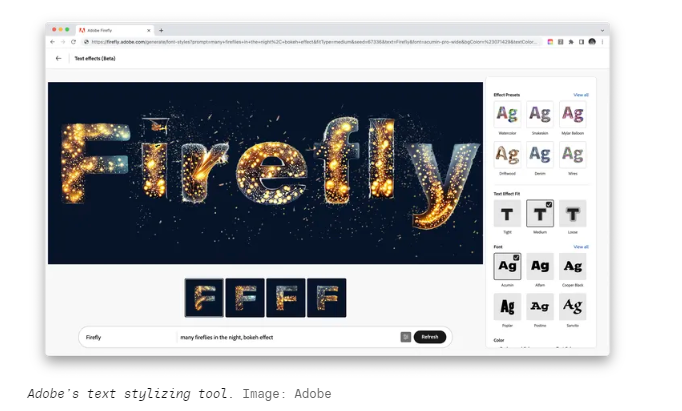 Adobe Firefly
https://firefly.adobe.com/generate/font-styles?prompt=many+fireflies+in+the+night%2C+bokeh+effect&fitType=medium&seed=67336&text=Firefly&font=acumin-pro-wide&bgColor=%23071428&textColor...
Text effects (Beta)
Effect Presets View all
Firefly
Ag Ag Ag
Watercolor Snakeskin Mylar Balloon
Ag Ag Ag
Driftwood Denim Wires
Text Effect Fit
T T T
Tight Medium Loose
Font View all
Ag Ag Ag
Acumin Alfarn Cooper Black
F F F F
Ag Ag Ag
Poplar Postino Sanvito
Firefly many fireflies in the night, bokeh effect Refresh
Color
Adobe's text stylizing tool. Image: Adobe